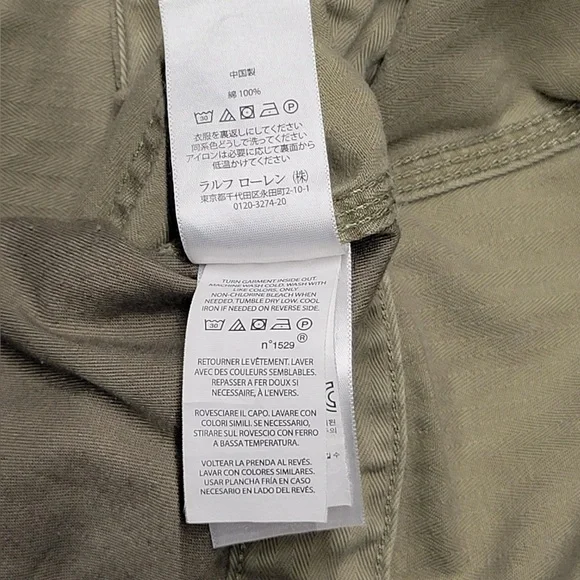 中国製
綿 100%
30 P
衣服を裏返しにしてください
同系色どうしで洗ってください
アイロンは必要に応じて裏面から
低温かけてください
ラルフ ローレン (株)
東京都千代田区永田町2-10-1
0120-3274-20
TURN GARMENT INSIDE OUT.
MACHINE WASH COLD. WASH WITH
LIKE COLORS, ONLY.
NON-CHLORINE BLEACH WHEN
NEEDED. TUMBLE DRY LOW. COOL
IRON IF NEEDED ON REVERSE SIDE.
30 P
n°1529 ®
RETOURNER LE VÊTEMENT. LAVER
AVEC DES COULEURS SEMBLABLES.
REPASSER A FER DOUX SI
NECESSAIRE, À L'ENVERS.
ROVESCIARE IL CAPO. LAVARE CON
COLORI SIMILI. SE NECESSARIO,
STIRARE SUL ROVESCIO CON FERRO
A BASSA TEMPERATURA.
VOLTEAR LA PRENDA AL REVÉS.
LAVAR CON COLORES SIMILARES.
USAR PLANCHA FRÍA EN CASO
NECESARIO EN LADO DEL REVÉS.